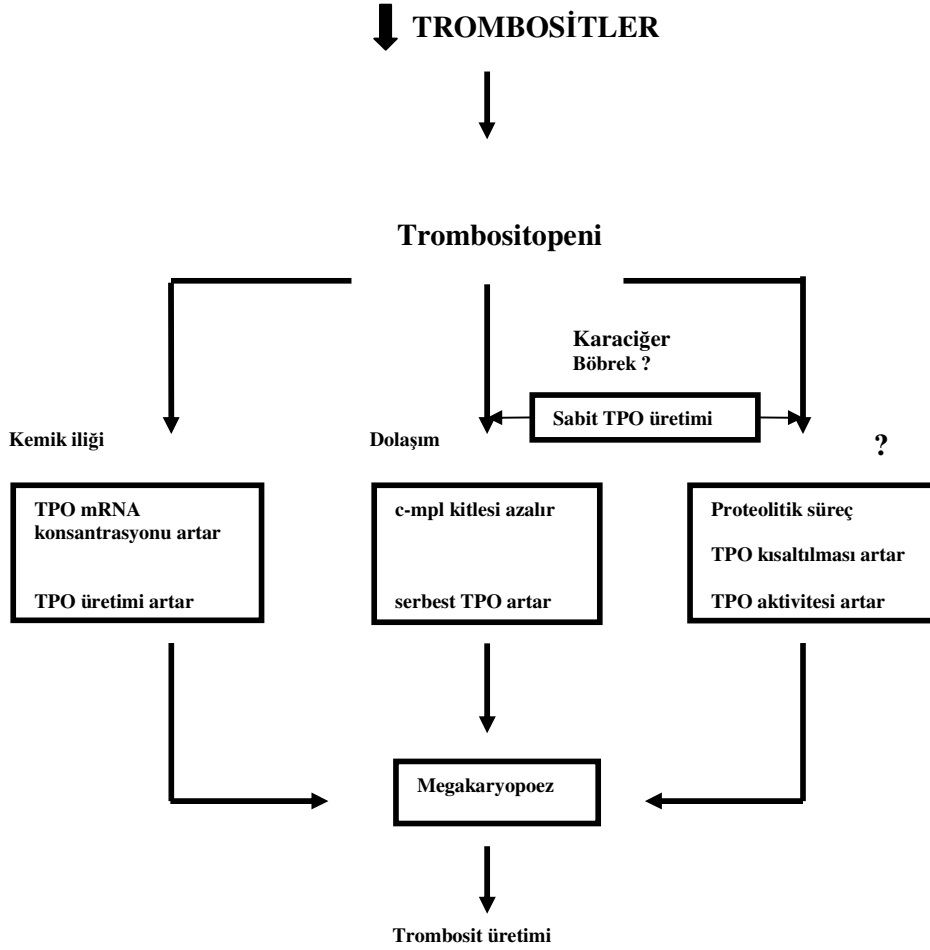 TROMBOSİTLER
Trombositopeni
Karaciğer
Böbrek ?
Sabit TPO üretimi
Kemik iliği
Dolaşım
?
TPO mRNA
konsantrasyonu artar
TPO üretimi artar
c-mpl kitlesi azalır
serbest TPO artar
Proteolitik süreç
TPO kısaltılması artar
TPO aktivitesi artar
Megakaryopoez
Trombosit üretimi